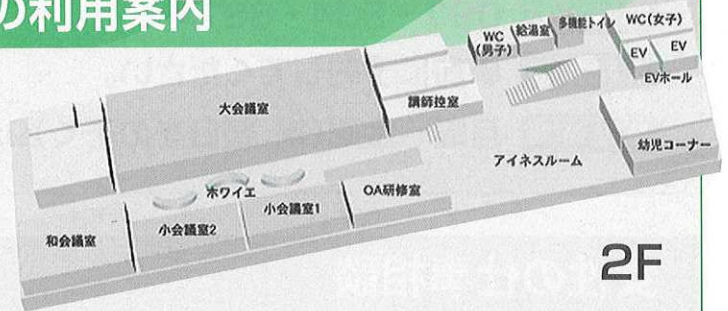 の利用案内
WC
(男子)
給湯室
多機能トイレ
WC(女子)
EV
EV
EVホール
大会議室
講師控室
幼児コーナー
アイネスルーム
ホワイエ
OA研修室
小会議室1
小会議室2
和会議室
2F